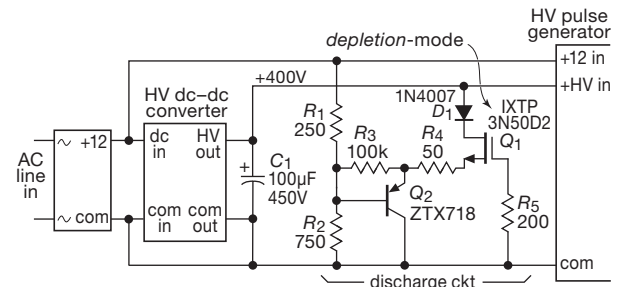 HV pulse
generator
depletion-mode
+12 in
+400V
+HV in
HV dc–dc
converter
1N4007
D1
IXTP
3N50D2
Q1
AC
line
in
~ +12
~ com
dc
in
HV
out
com
in
com
out
+
C1
100µF
450V
R1
250
R3
100k
R4
50
Q2
ZTX718
R2
750
R5
200
com
discharge ckt